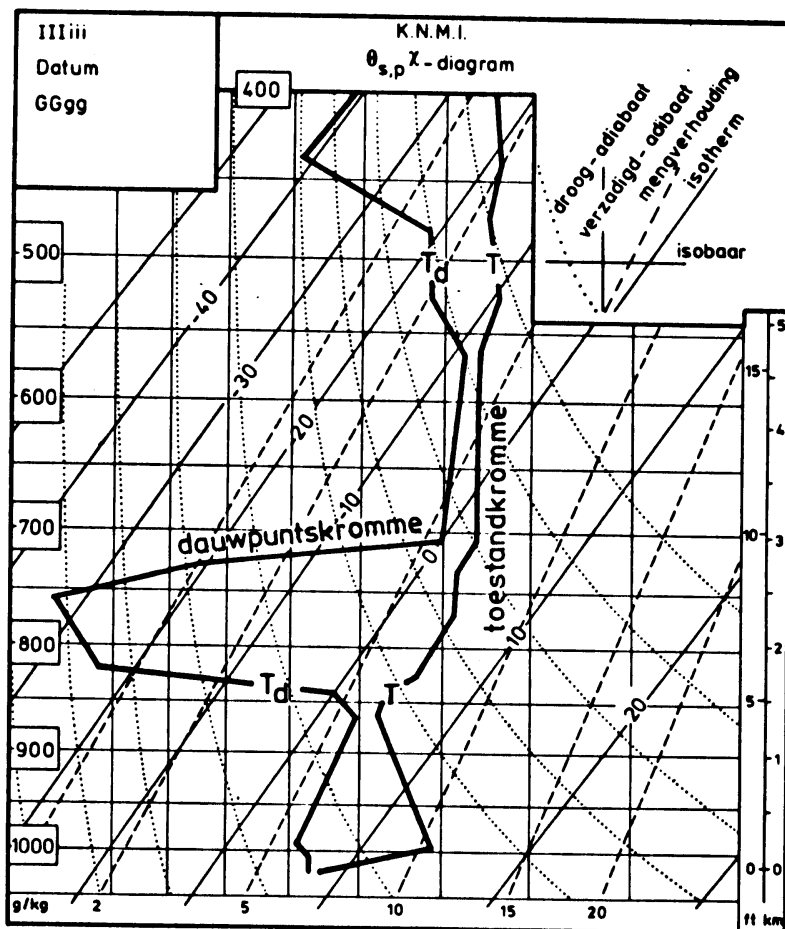 IIIiii
Datum
GGgg
K.N.M.I.
θs,p χ-diagram
400
droog-adiabaat
verzadigd-adibaat
mengverhouding
isotherm
isobaar
500
600
700
800
900
1000
-40
-30
-20
-10
0
10
20
Td
T
dauwpuntskromme
toestandkromme
Td
T
5
15
4
10
3
2
5
1
0
0
g/kg
2
5
10
15
20
ft
km